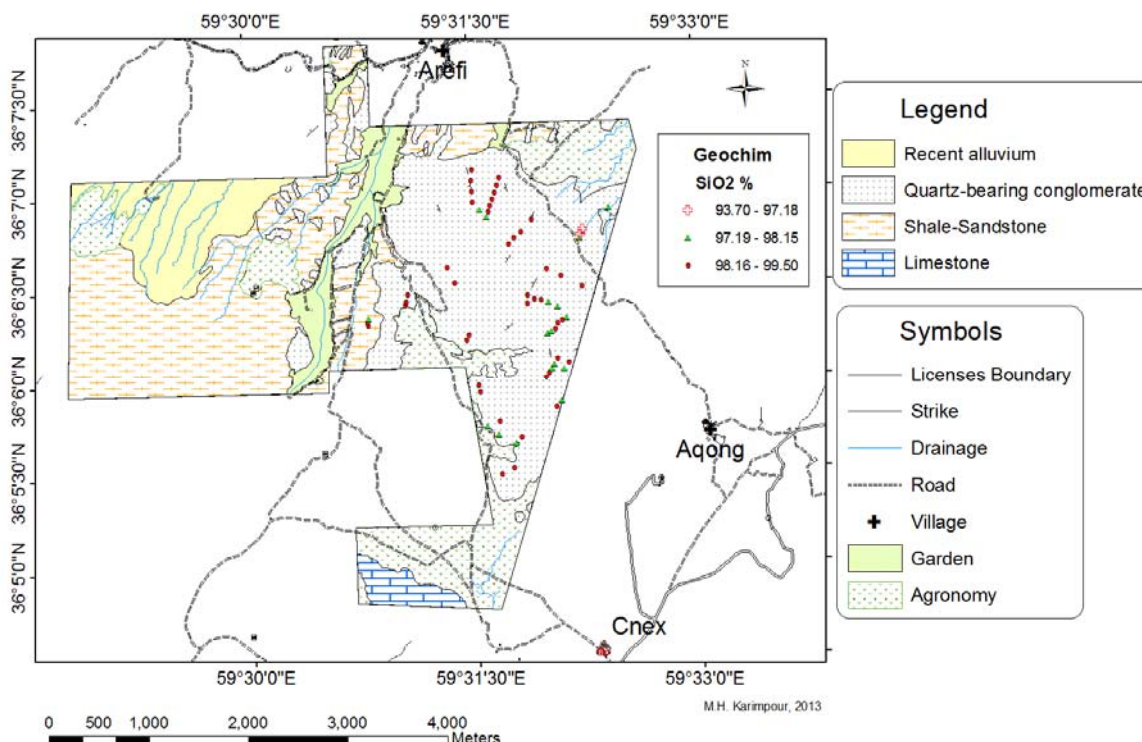 59°30'0"E
59°31'30"E
59°33'0"E
36°7'30"N
36°7'0"N
36°6'30"N
36°6'0"N
36°5'30"N
36°5'0"N
Arefi
N
Geochim
SiO2 %
93.70 - 97.18
97.19 - 98.15
98.16 - 99.50
Aqong
Cnex
Legend
Recent alluvium
Quartz-bearing conglomerate
Shale-Sandstone
Limestone
Symbols
Licenses Boundary
Strike
Drainage
Road
Village
Garden
Agronomy
59°30'0"E
59°31'30"E
59°33'0"E
M.H. Karimpour, 2013
0 500 1,000 2,000 3,000 4,000
Meters